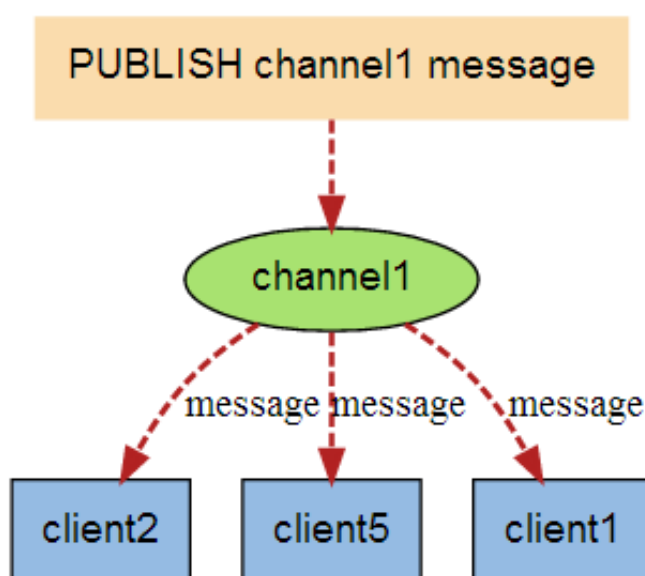 PUBLISH channel1 message
channel1
message message message
client2 client5 client1